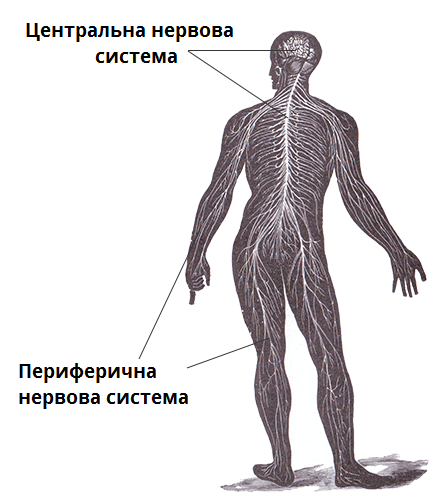 Центральна нервова
система
Периферична
нервова система